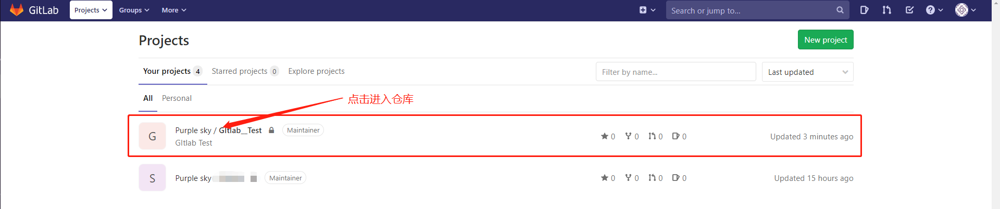 GitLab Projects Groups More Search or jump to...
Projects New project
Your projects 4 Starred projects 0 Explore projects Filter by name... Last updated
All Personal
点击进入仓库
G Purple sky / GItlab__Test Maintainer 0 0 0 0 Updated 3 minutes ago
GItlab Test
S Purple sky Maintainer 0 0 0 0 Updated 15 hours ago